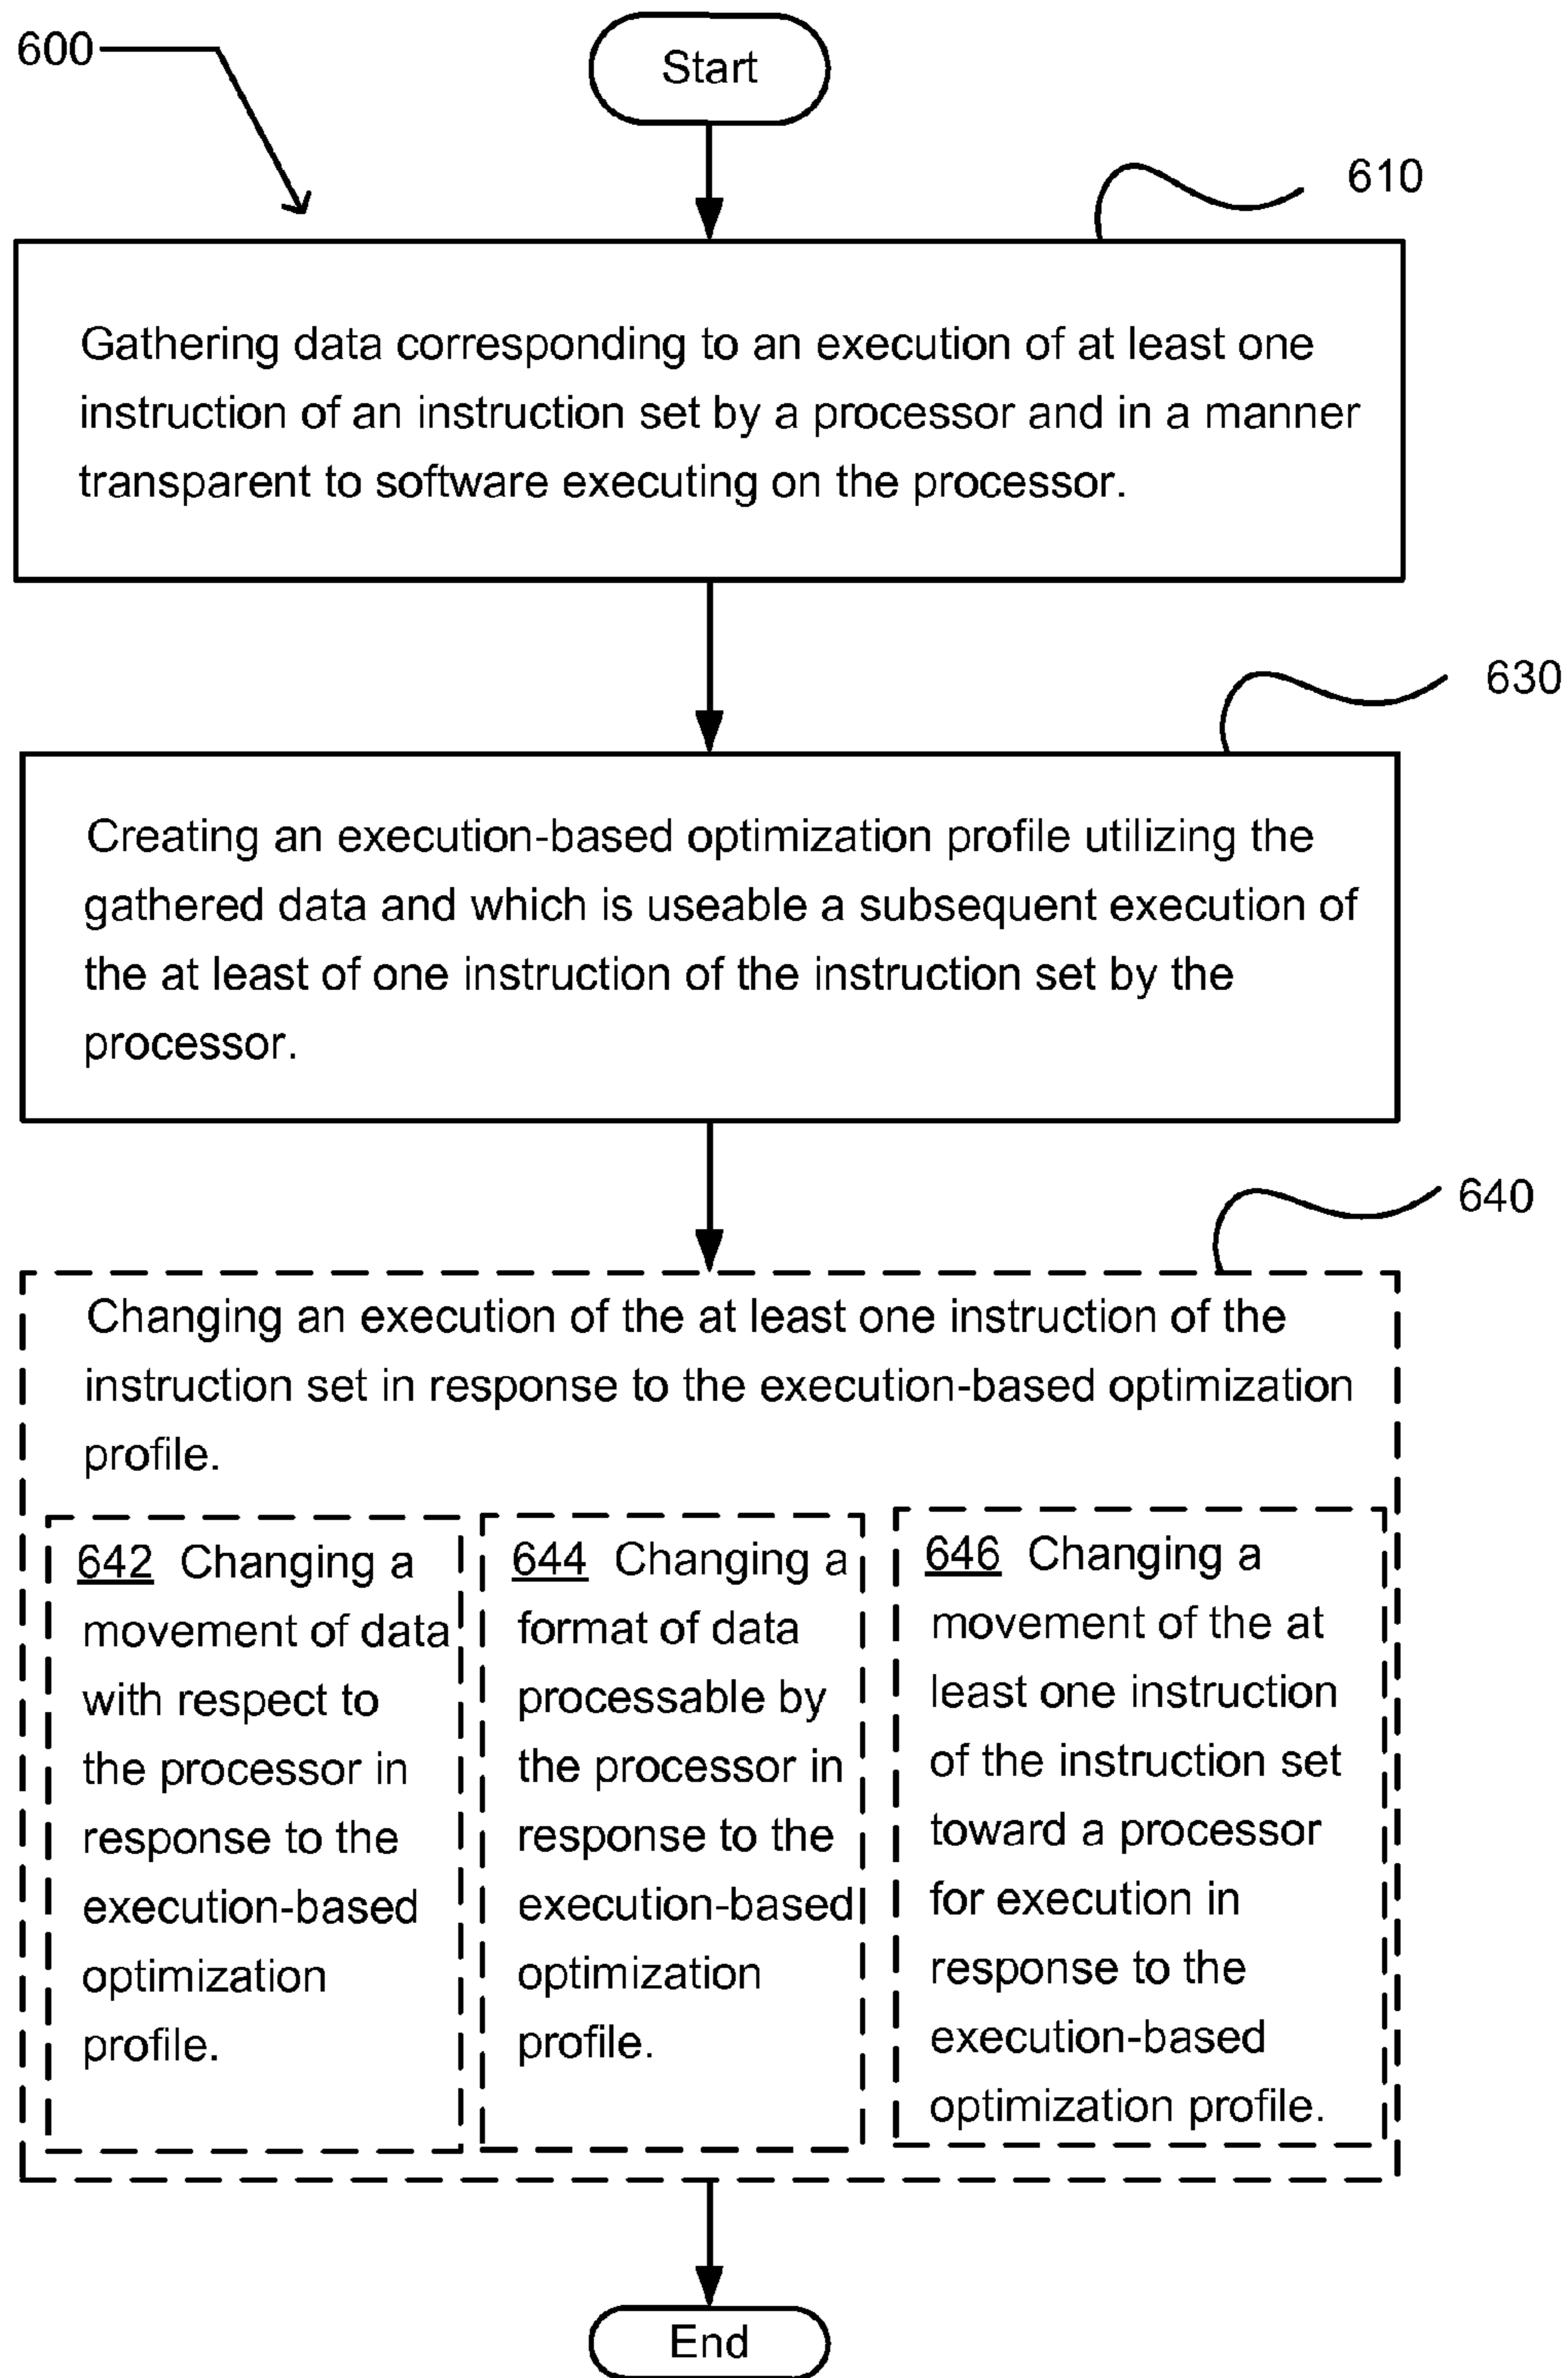 600
Start
610
Gathering data corresponding to an execution of at least one
instruction of an instruction set by a processor and in a manner
transparent to software executing on the processor.
630
Creating an execution-based optimization profile utilizing the
gathered data and which is useable a subsequent execution of
the at least of one instruction of the instruction set by the
processor.
640
Changing an execution of the at least one instruction of the
instruction set in response to the execution-based optimization
profile.
642 Changing a
movement of data
with respect to
the processor in
response to the
execution-based
optimization
profile.
644 Changing a
format of data
processable by
the processor in
response to the
execution-based
optimization
profile.
646 Changing a
movement of the at
least one instruction
of the instruction set
toward a processor
for execution in
response to the
execution-based
optimization profile.
End